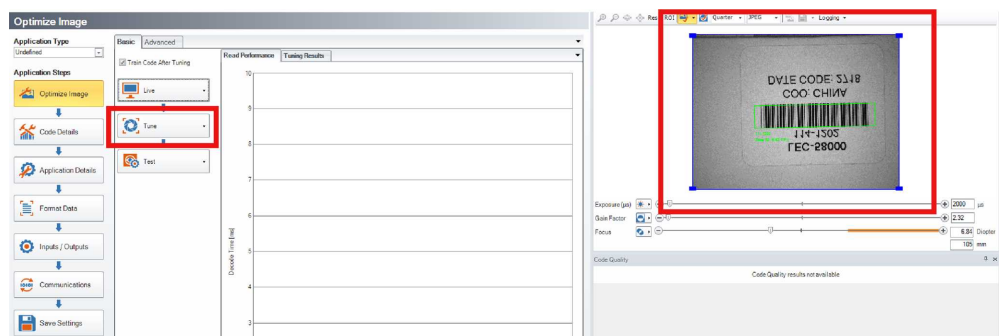 Optimize Image
Application Type
Undefined
Application Steps
Optimize Image
Code Details
Application Details
Format Data
Inputs / Outputs
Communications
Save Settings
Basic
Advanced
Train Code After Tuning
Live
Tune
Test
Read Performance
Tuning Results
10
9
8
7
6
5
4
3
Decode Time [ms]
ROI
Quarter
JPEG
Logging
LEC-28000
114-1202
COO: CHINA
DATE CODE: 2718
Exposure (µs)
2000 µs
Gain Factor
2.32
Focus
6.84 Diopter
105 mm
Code Quality
Code Quality results not available